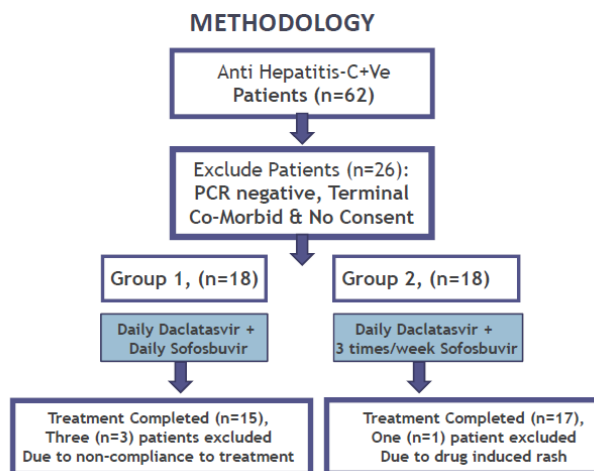 METHODOLOGY
Anti Hepatitis-C+Ve
Patients (n=62)
Exclude Patients (n=26):
PCR negative, Terminal
Co-Morbid & No Consent
Group 1, (n=18)
Group 2, (n=18)
Daily Daclatasvir +
Daily Sofosbuvir
Daily Daclatasvir +
3 times/week Sofosbuvir
Treatment Completed (n=15),
Three (n=3) patients excluded
Due to non-compliance to treatment
Treatment Completed (n=17),
One (n=1) patient excluded
Due to drug induced rash